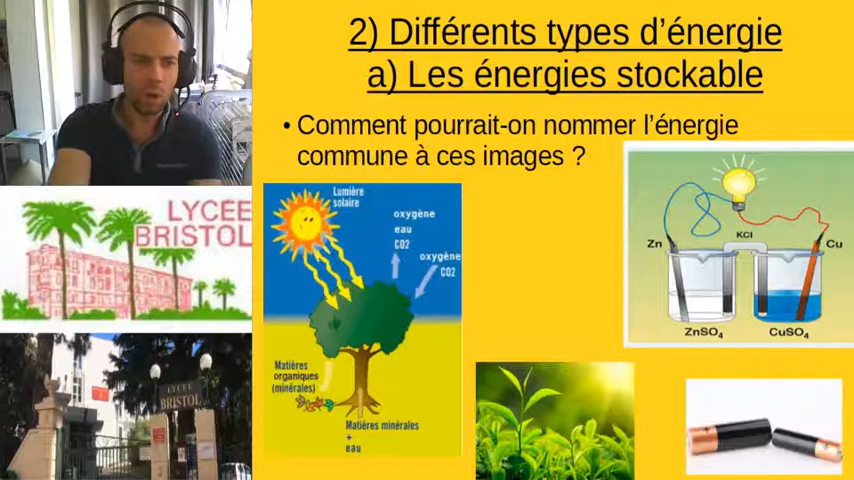 2) Différents types d'énergie
a) Les énergies stockable
• Comment pourrait-on nommer l'énergie
commune à ces images ?
LYCÉE
BRISTOL
LYCÉE
BRISTOL
Lumière
solaire
oxygène
eau
CO2
oxygène
CO2
Matières
organiques
(minérales)
Matières minérales
+
eau
Zn
KCl
Cu
ZnSO₄
CuSO₄